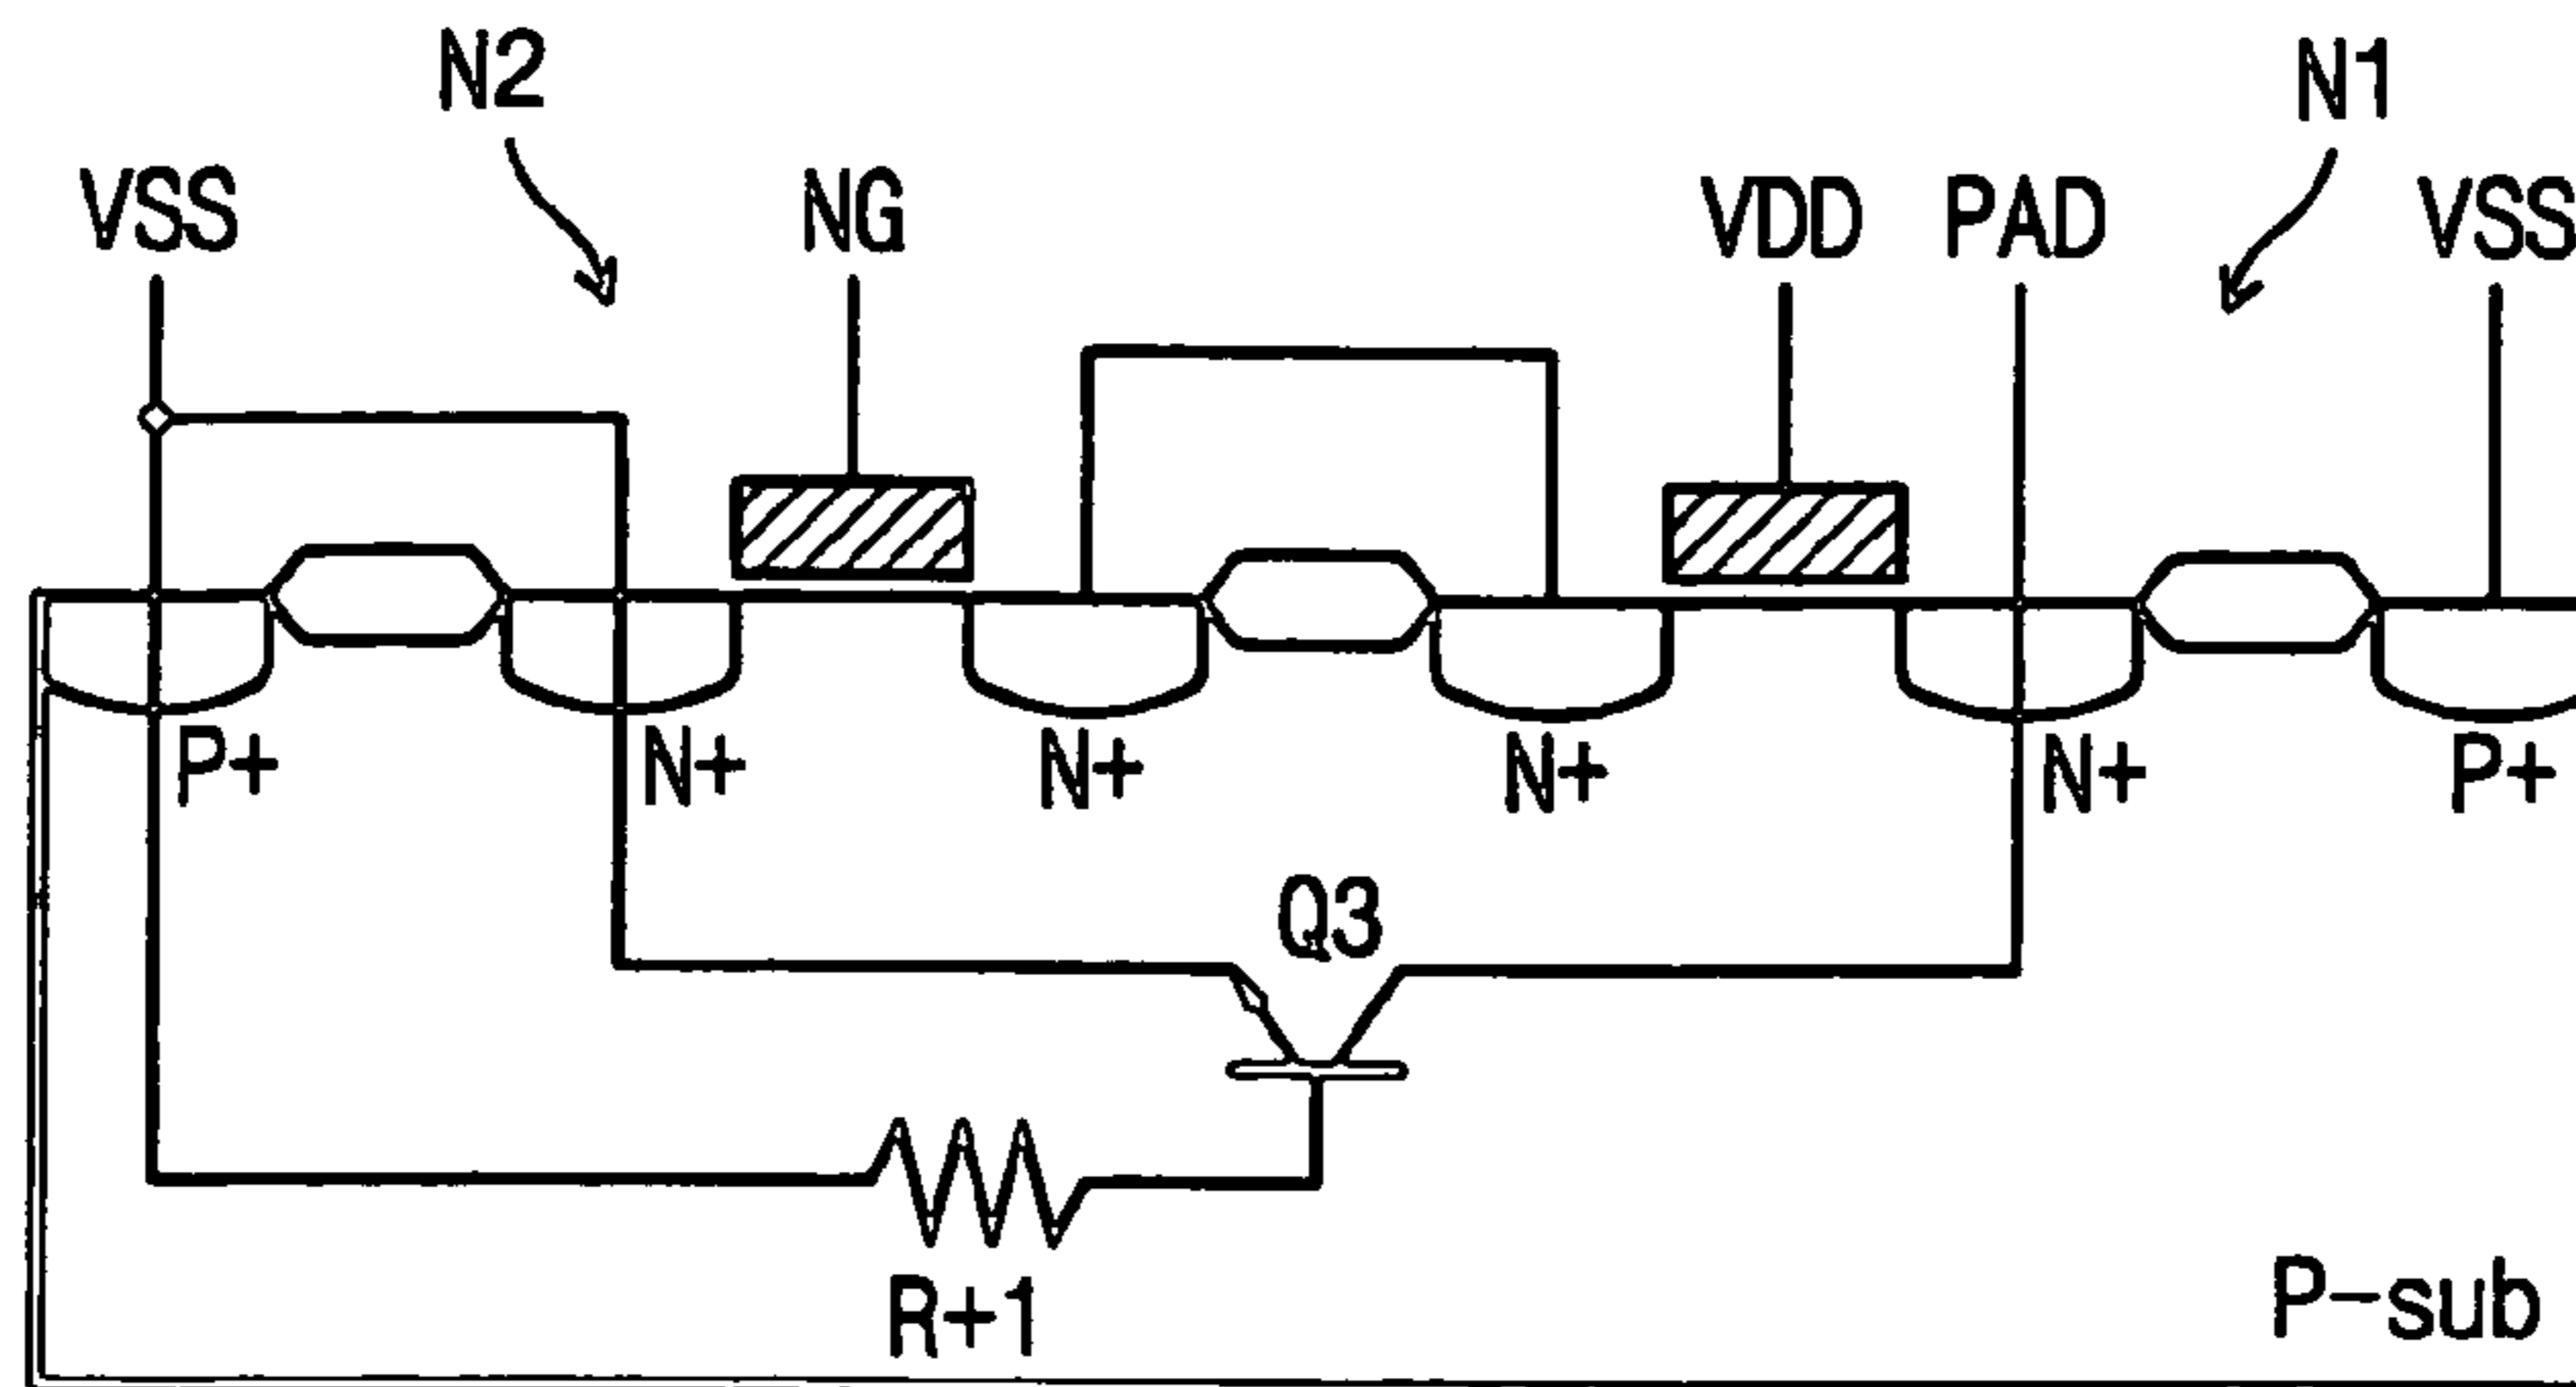 N2 N1
VSS NG VDD PAD VSS
P+ N+ N+ N+ N+ P+
Q3
R+1
P-sub